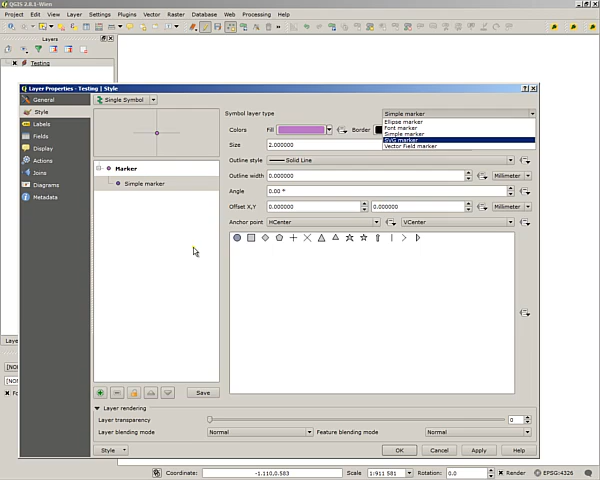 QGIS 2.8.1-Wien
Project Edit View Layer Settings Plugins Vector Raster Database Web Processing Help
Layers
Testing
Layer Properties - Testing | Style
General
Style
Labels
Fields
Display
Actions
Joins
Diagrams
Metadata
Single Symbol
Marker
Simple marker
Save
Symbol layer type
Simple marker
Ellipse marker
Font marker
Simple marker
SVG marker
Vector Field marker
Colors Fill Border
Size 2.000000
Outline style Solid Line
Outline width 0.000000 Millimeter
Angle 0.00 °
Offset X,Y 0.000000 0.000000 Millimeter
Anchor point HCenter VCenter
Layer rendering
Layer transparency 0
Layer blending mode Normal Feature blending mode Normal
Style OK Cancel Apply Help
Coordinate: -1.110,0.583 Scale 1:911 581 Rotation: 0.0 Render EPSG:4326